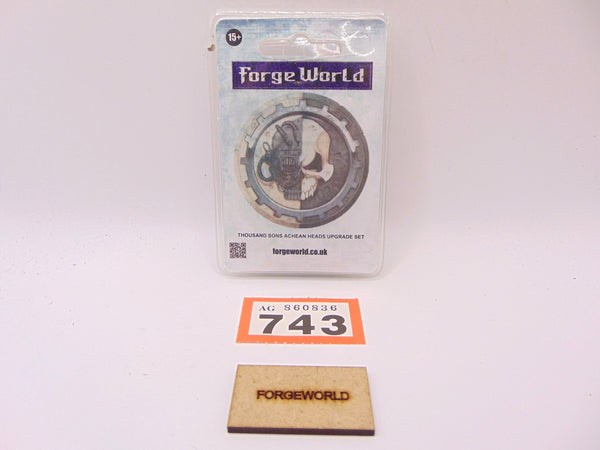 15+
Forge World
THOUSAND SONS ACHEAN HEADS UPGRADE SET
forgeworld.co.uk
AG 860836
743
FORGEWORLD